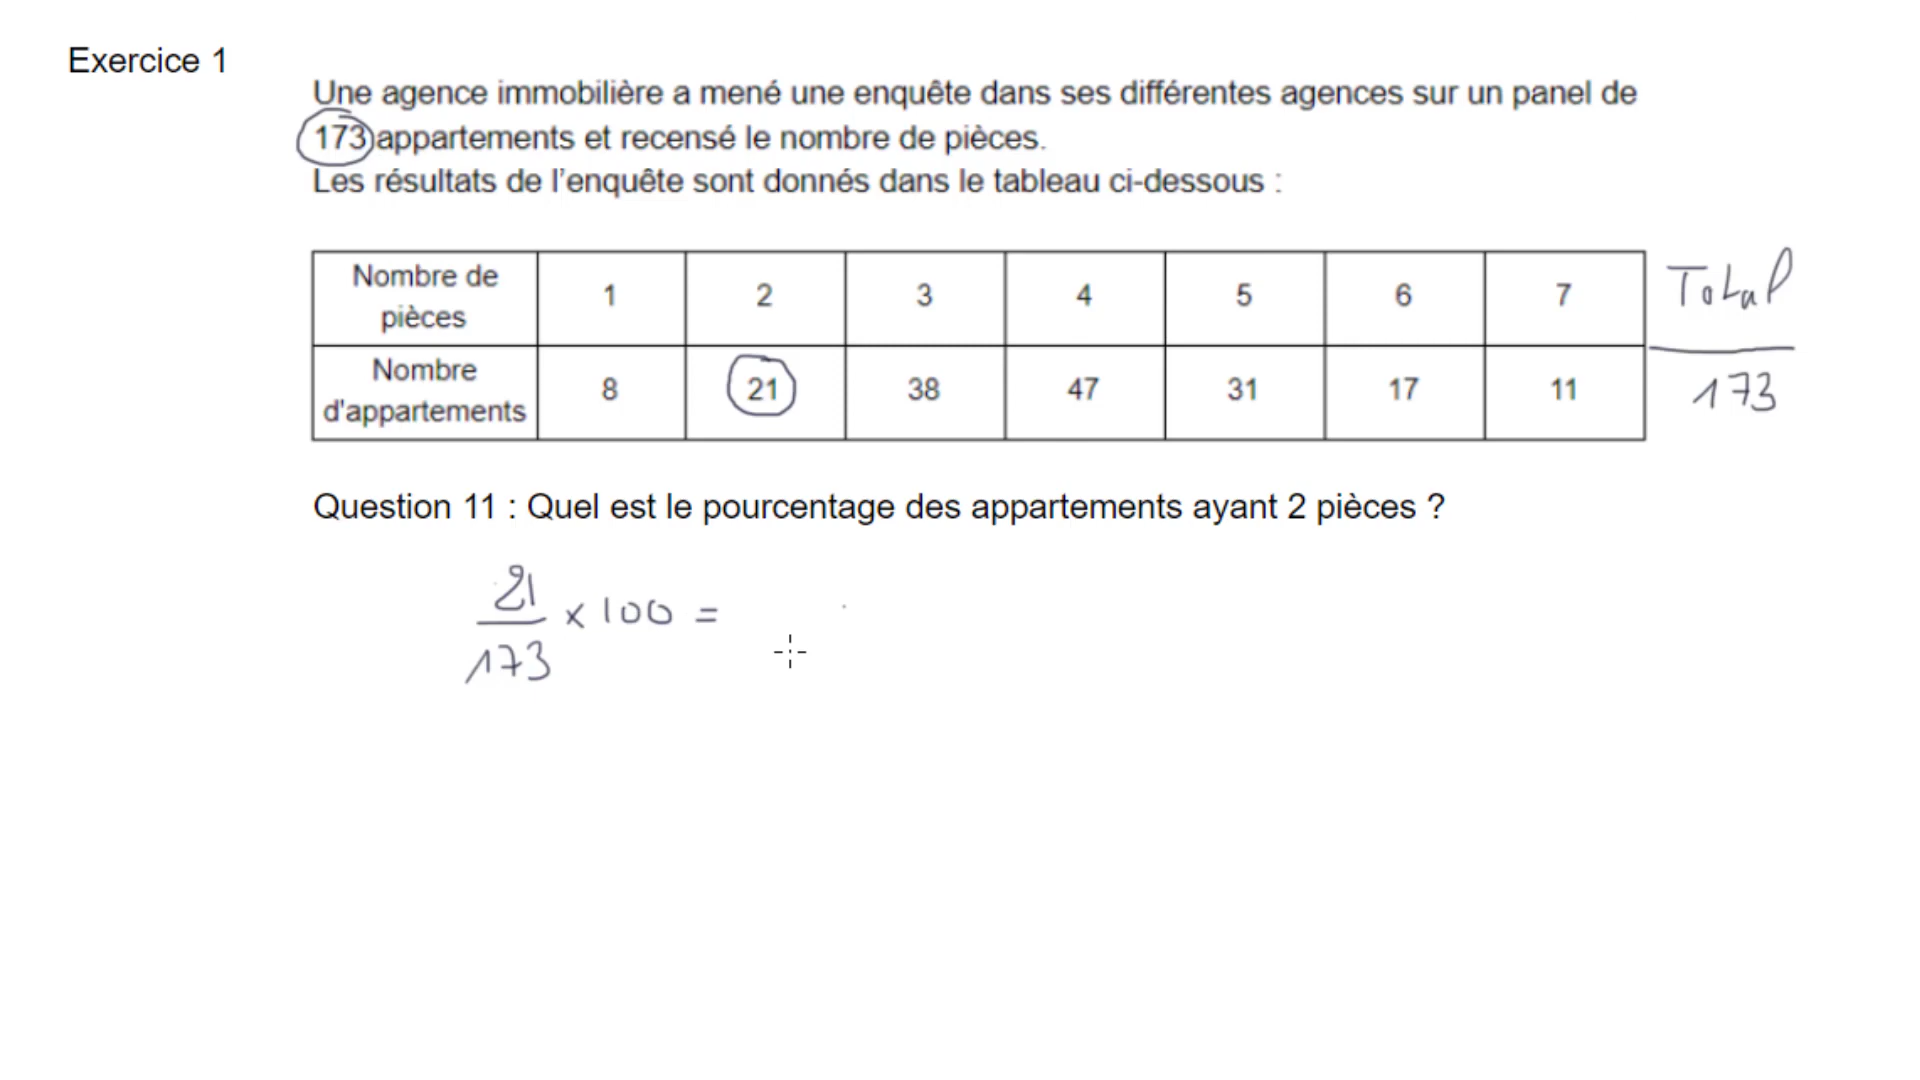 Exercice 1
Une agence immobilière a mené une enquête dans ses différentes agences sur un panel de
173 appartements et recensé le nombre de pièces.
Les résultats de l'enquête sont donnés dans le tableau ci-dessous :
Nombre de pièces 1 2 3 4 5 6 7 Total
Nombre d'appartements 8 21 38 47 31 17 11 173
Question 11 : Quel est le pourcentage des appartements ayant 2 pièces ?
21/173 × 100 =